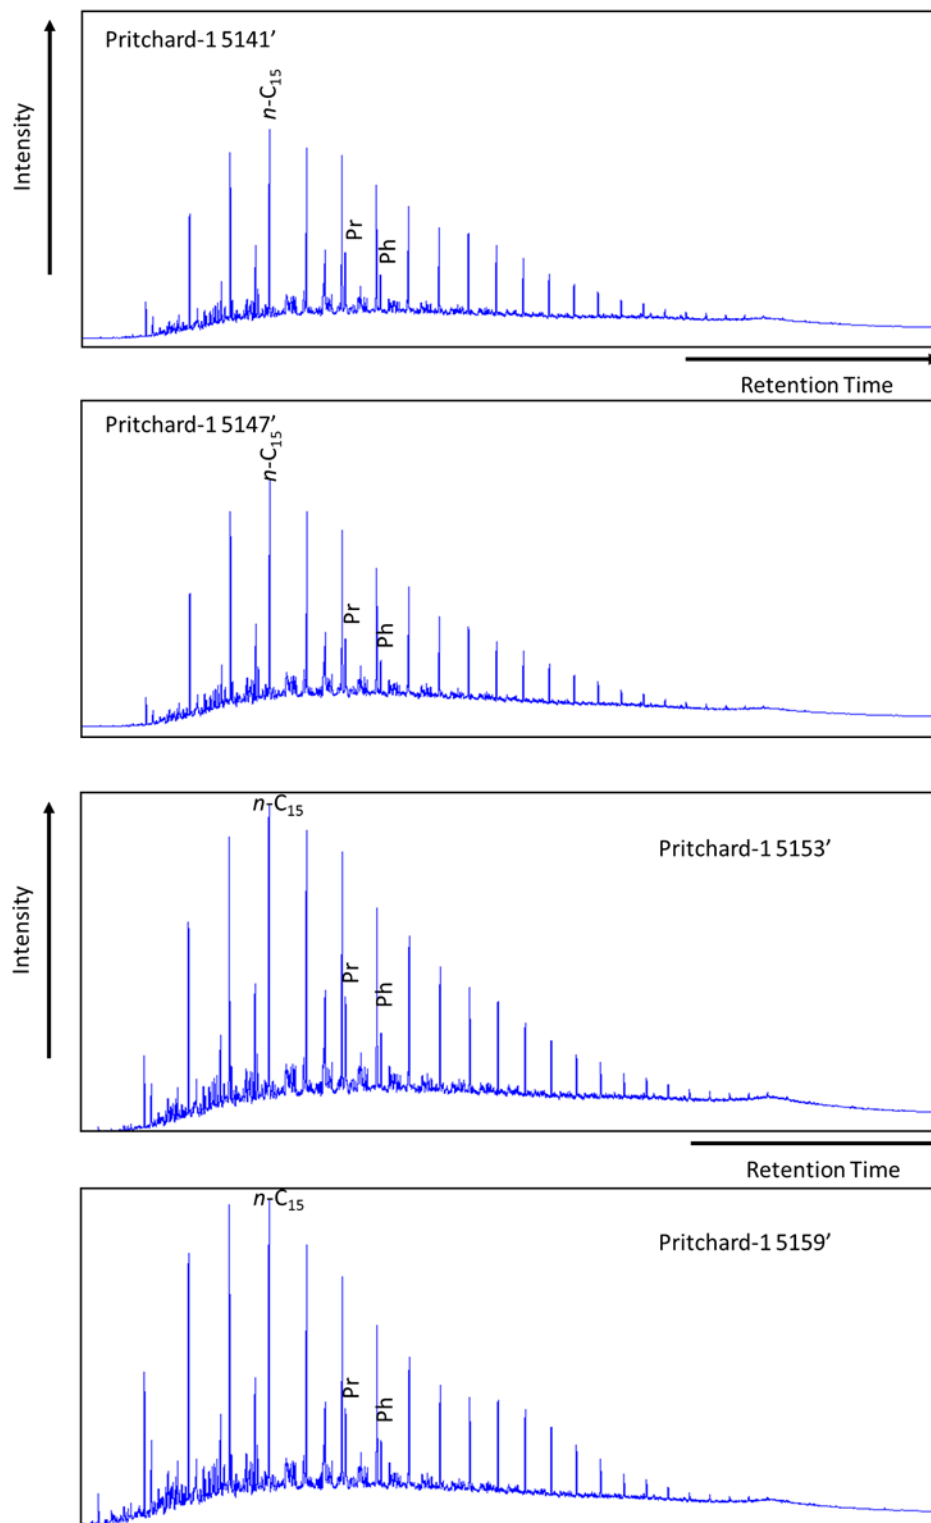 Pritchard-1 5141’
Intensity
n-C15
Pr
Ph
Retention Time
Pritchard-1 5147’
n-C15
Pr
Ph
n-C15
Pritchard-1 5153’
Intensity
Pr
Ph
Retention Time
n-C15
Pritchard-1 5159’
Pr
Ph